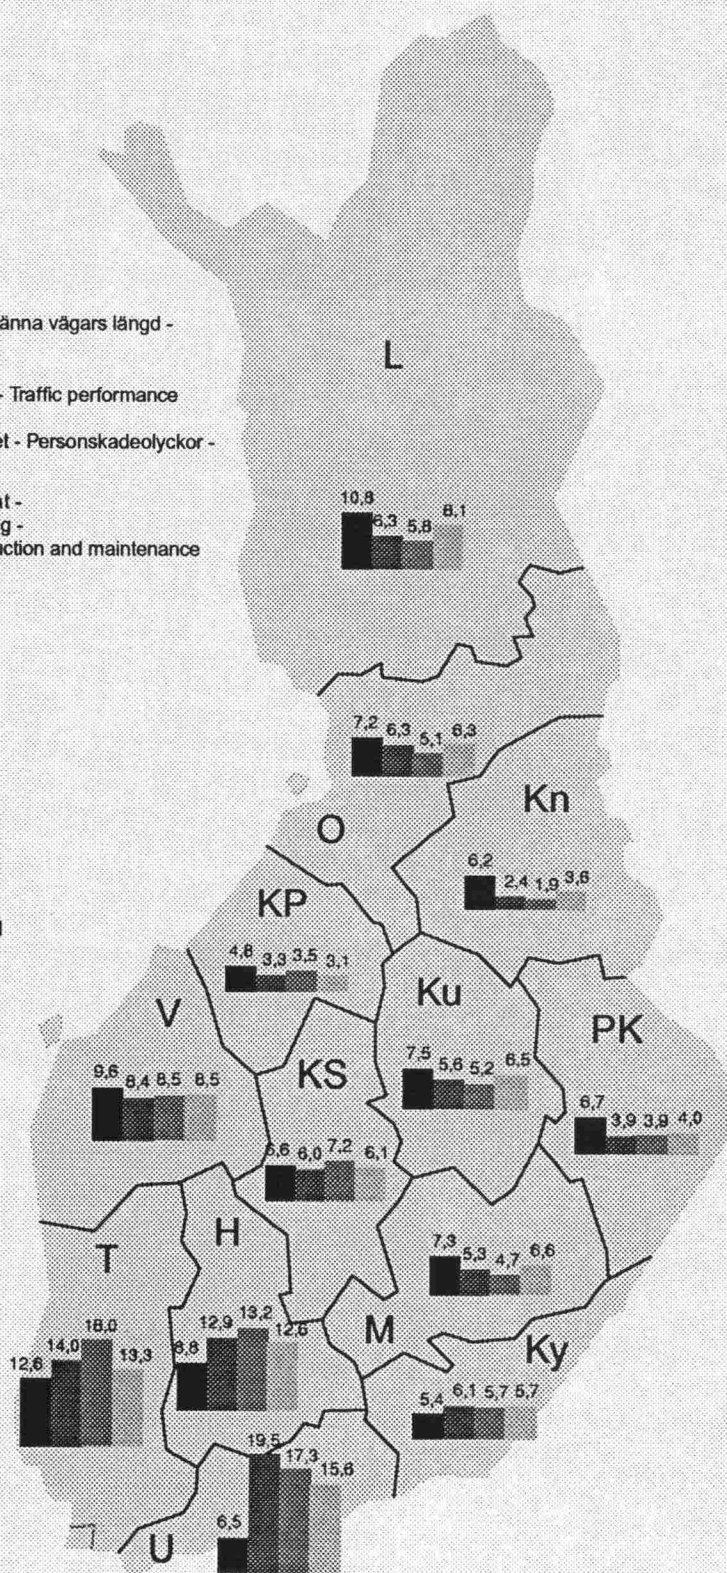 änna vägars längd -
L
- Traffic performance
et - Personskadeolyckor -
nt -
g -
uction and maintenance
10,8 6,3 5,8 8,1
7,2 6,3 5,1 6,3
Kn
O
6,2 2,4 1,9 3,6
KP
4,8 3,3 3,5 3,1
Ku
V
PK
KS
7,5 5,6 5,2 6,5
9,6 8,4 8,5 8,5
6,7 3,9 3,9 4,0
6,6 6,0 7,2 6,1
H
T
7,3 5,3 4,7 6,6
M
12,6 14,0 18,0 13,3
8,8 12,9 13,2 12,6
Ky
5,4 6,1 5,7 5,7
6,5 19,5 17,3 15,6
U